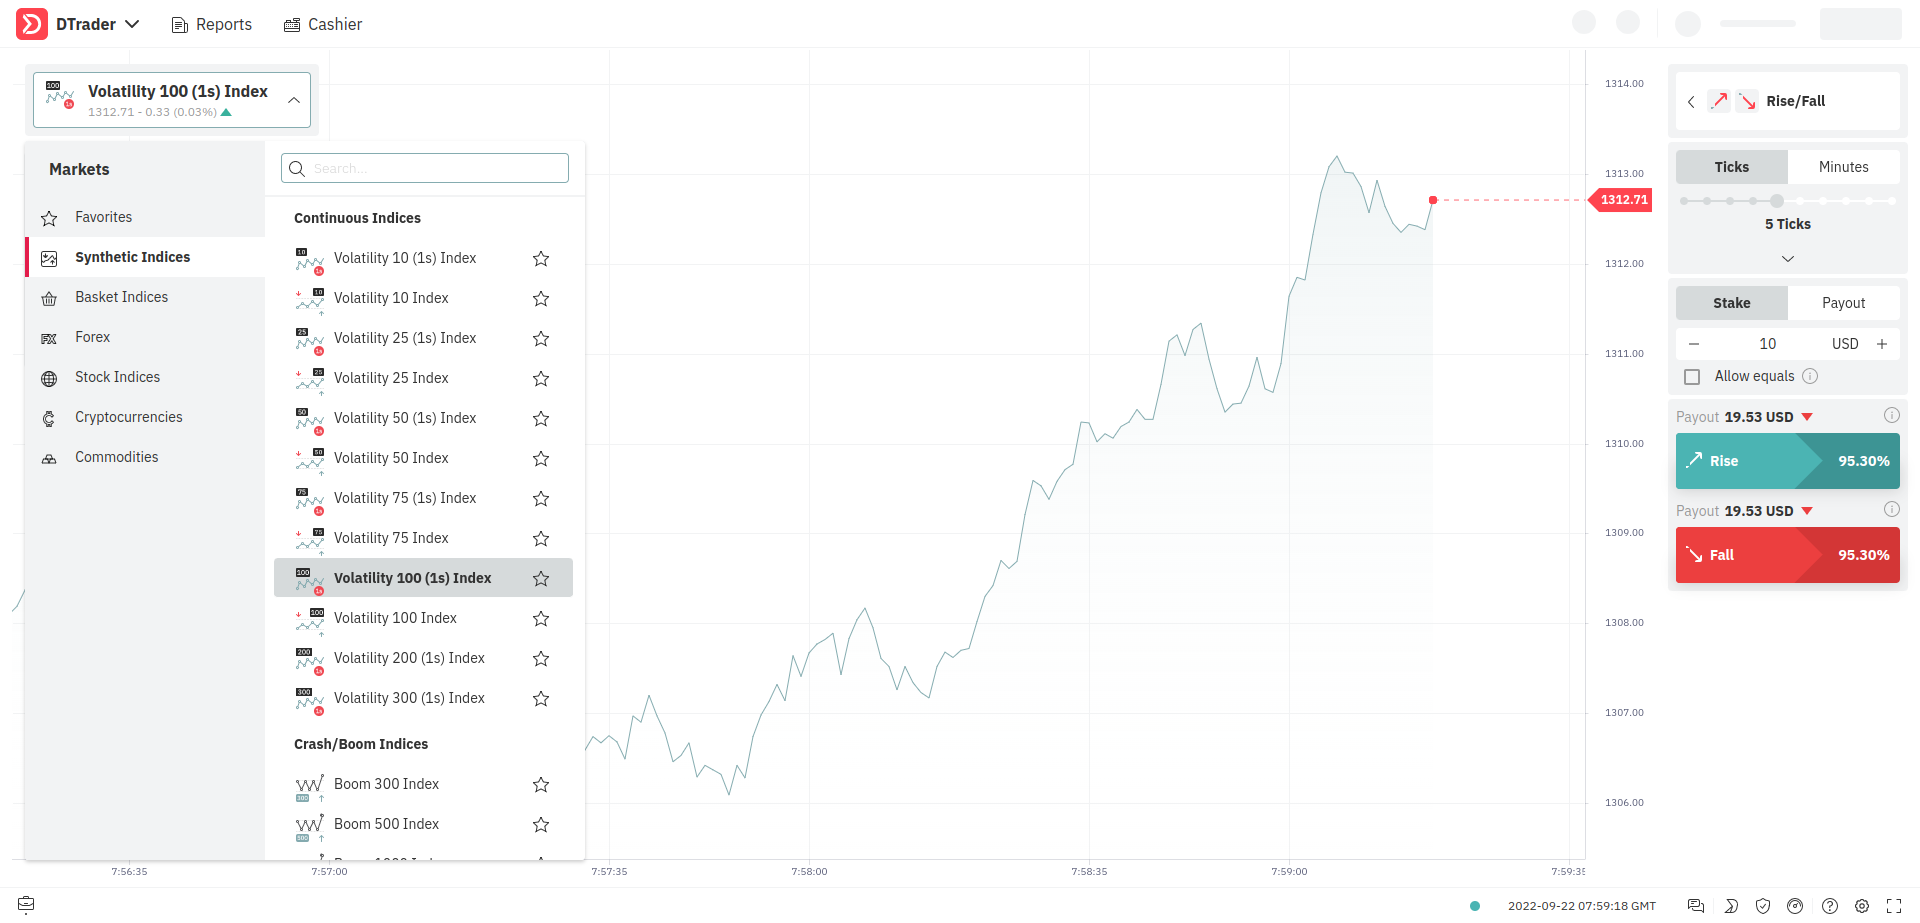 DTrader
Reports
Cashier
Volatility 100 (1s) Index
1312.71 - 0.33 (0.03%)
Markets
Favorites
Synthetic Indices
Basket Indices
Forex
Stock Indices
Cryptocurrencies
Commodities
Search...
Continuous Indices
Volatility 10 (1s) Index
Volatility 10 Index
Volatility 25 (1s) Index
Volatility 25 Index
Volatility 50 (1s) Index
Volatility 50 Index
Volatility 75 (1s) Index
Volatility 75 Index
Volatility 100 (1s) Index
Volatility 100 Index
Volatility 200 (1s) Index
Volatility 300 (1s) Index
Crash/Boom Indices
Boom 300 Index
Boom 500 Index
1314.00
1313.00
1312.71
1312.00
1311.00
1310.00
1309.00
1308.00
1307.00
1306.00
7:56:35
7:57:00
7:57:35
7:58:00
7:58:35
7:59:00
7:59:35
Rise/Fall
Ticks
Minutes
5 Ticks
Stake
Payout
10
USD
Allow equals
Payout 19.53 USD
Rise
95.30%
Payout 19.53 USD
Fall
95.30%
2022-09-22 07:59:18 GMT